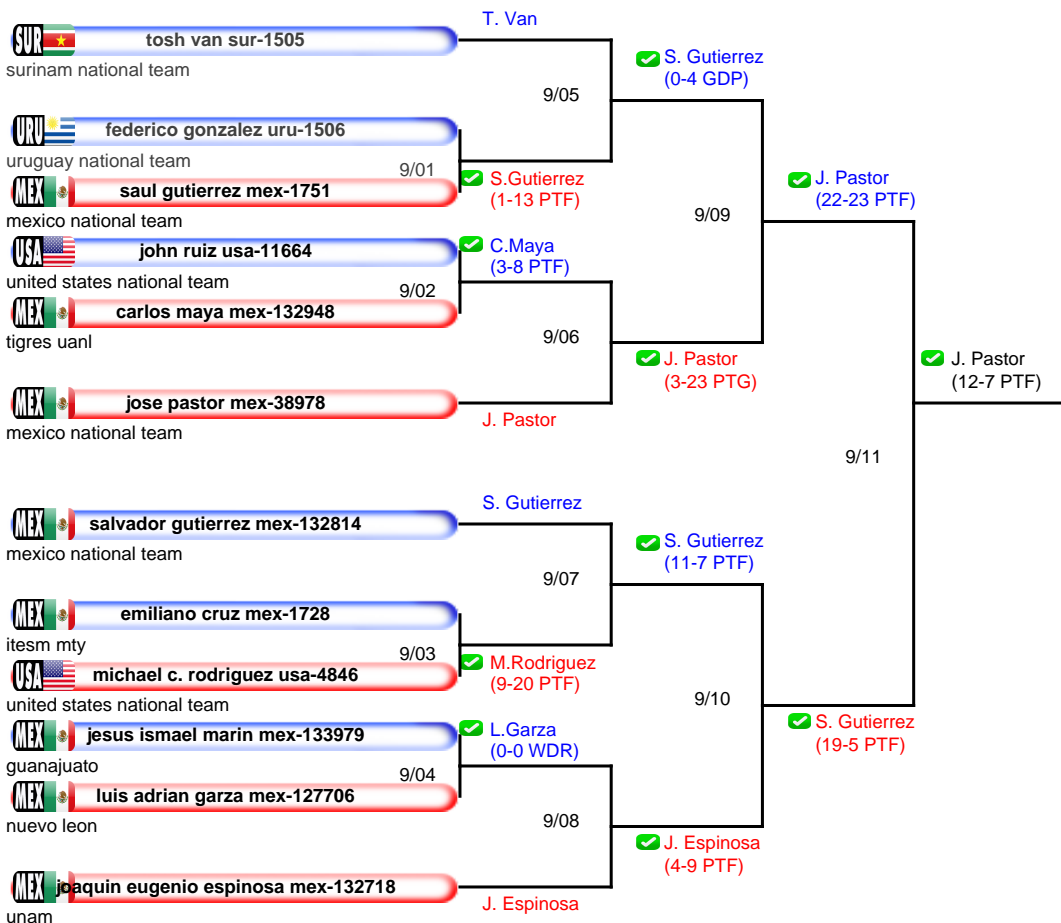 T. Van
SUR tosh van sur-1505
surinam national team
9/05
S. Gutierrez
(0-4 GDP)
URU federico gonzalez uru-1506
uruguay national team
9/01
MEX saul gutierrez mex-1751
mexico national team
S.Gutierrez
(1-13 PTF)
9/09
J. Pastor
(22-23 PTF)
USA john ruiz usa-11664
united states national team
C.Maya
(3-8 PTF)
9/02
MEX carlos maya mex-132948
tigres uanl
9/06
J. Pastor
(3-23 PTG)
J. Pastor
(12-7 PTF)
MEX jose pastor mex-38978
mexico national team
J. Pastor
9/11
S. Gutierrez
MEX salvador gutierrez mex-132814
mexico national team
9/07
S. Gutierrez
(11-7 PTF)
MEX emiliano cruz mex-1728
itesm mty
9/03
USA michael c. rodriguez usa-4846
united states national team
M.Rodriguez
(9-20 PTF)
9/10
S. Gutierrez
(19-5 PTF)
MEX jesus ismael marin mex-133979
guanajuato
L.Garza
(0-0 WDR)
9/04
MEX luis adrian garza mex-127706
nuevo leon
9/08
J. Espinosa
(4-9 PTF)
MEX joaquin eugenio espinosa mex-132718
unam
J. Espinosa